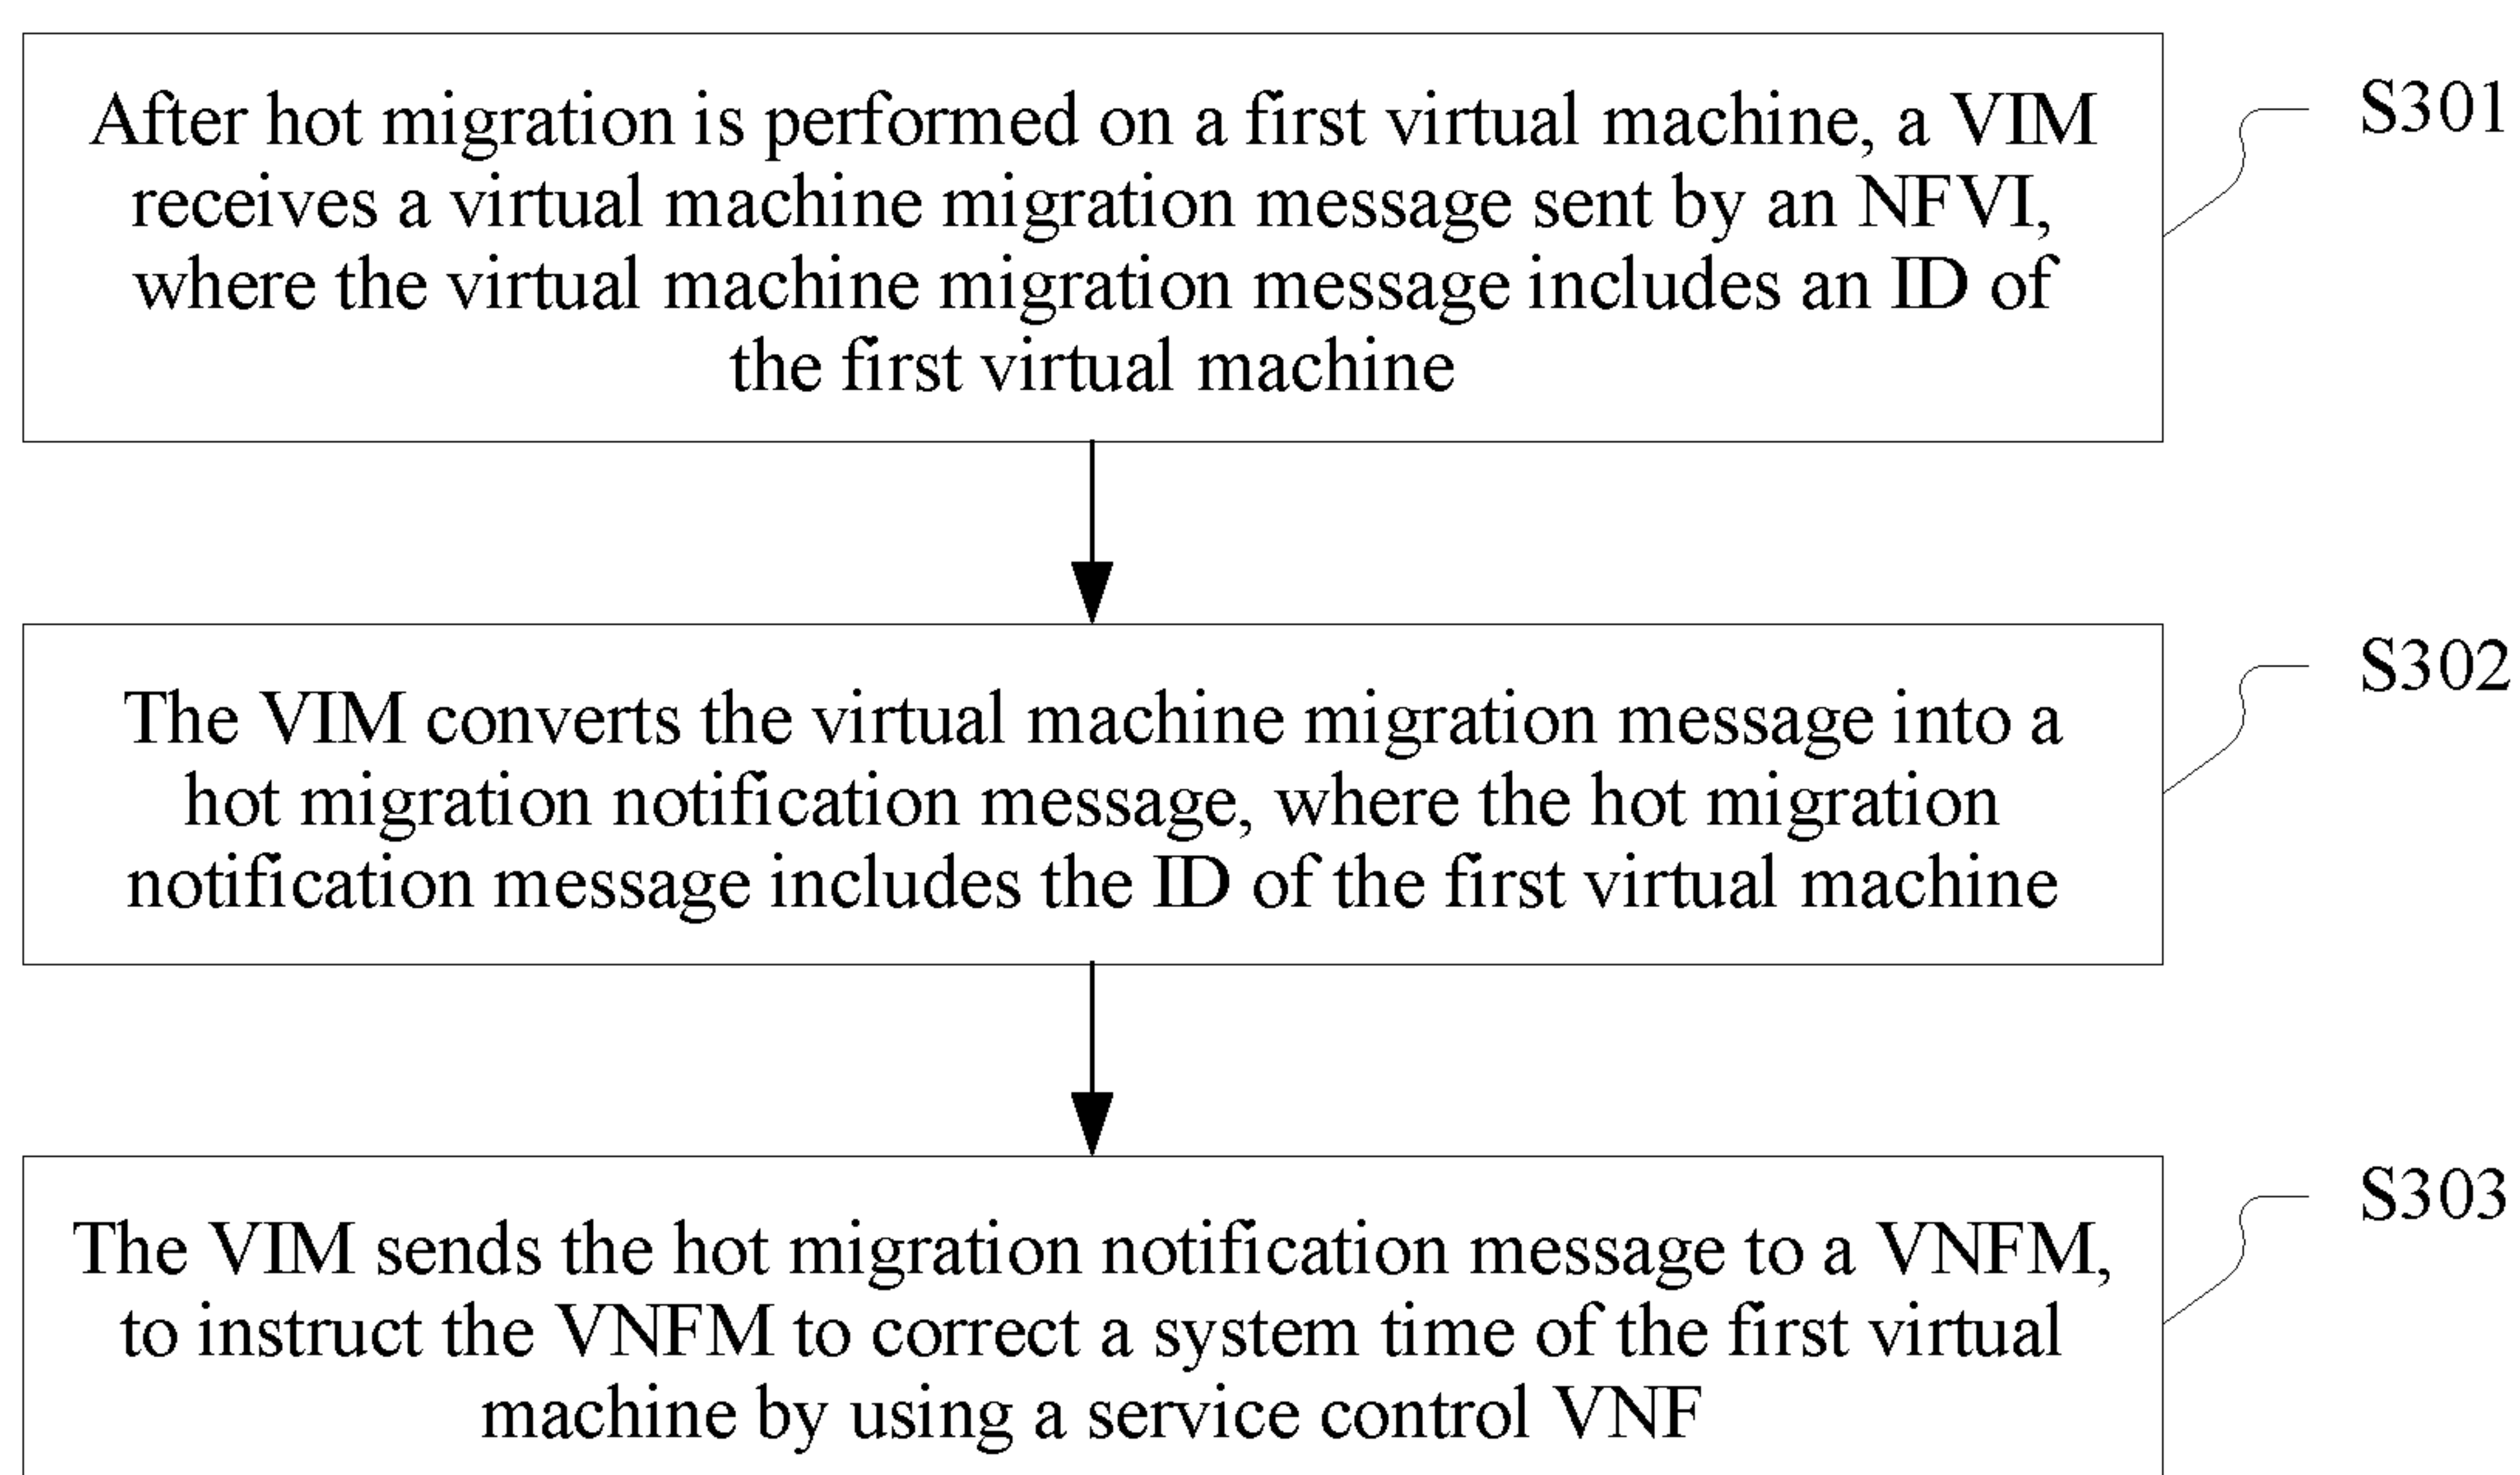 After hot migration is performed on a first virtual machine, a VIM
receives a virtual machine migration message sent by an NFVI,
where the virtual machine migration message includes an ID of
the first virtual machine
S301
The VIM converts the virtual machine migration message into a
hot migration notification message, where the hot migration
notification message includes the ID of the first virtual machine
S302
The VIM sends the hot migration notification message to a VNFM,
to instruct the VNFM to correct a system time of the first virtual
machine by using a service control VNF
S303